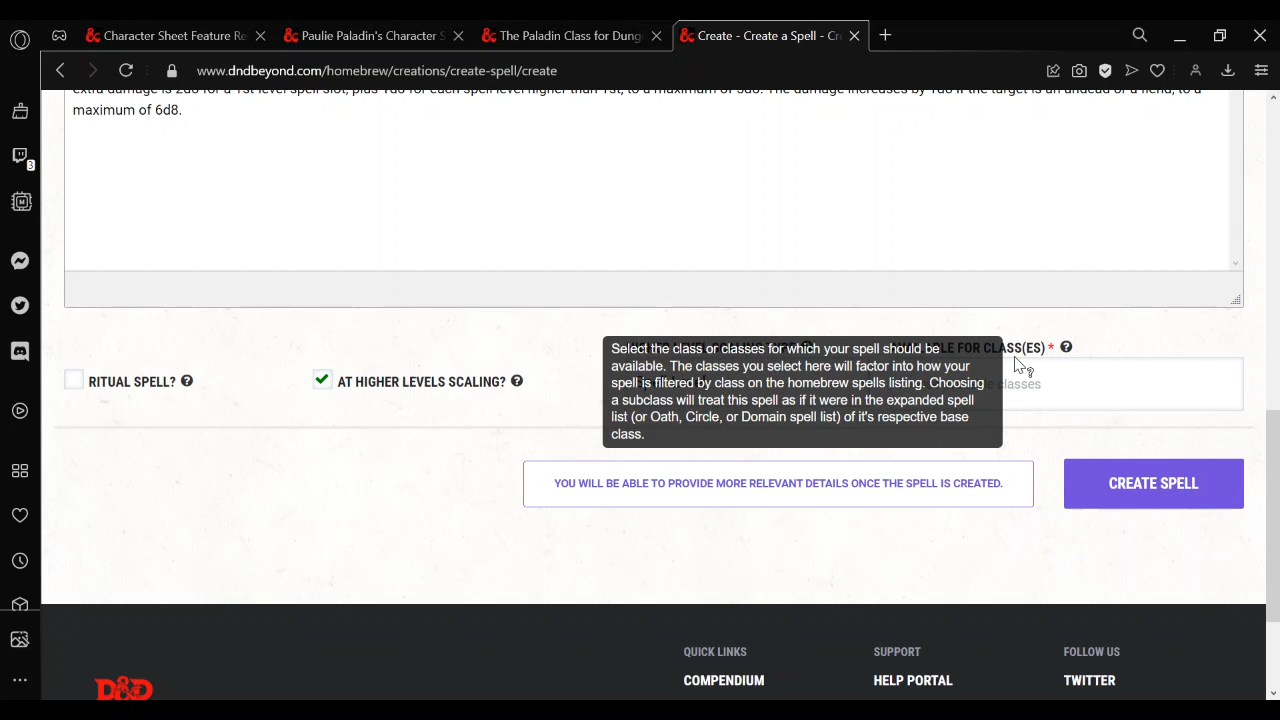 Character Sheet Feature Re
Paulie Paladin's Character S
The Paladin Class for Dung
Create - Create a Spell - Cr
www.dndbeyond.com/homebrew/creations/create-spell/create
maximum of 6d8.
3
M
CLASS(ES) *
Select the class or classes for which your spell should be
available. The classes you select here will factor into how your
spell is filtered by class on the homebrew spells listing. Choosing
a subclass will treat this spell as if it were in the expanded spell
list (or Oath, Circle, or Domain spell list) of it's respective base
class.
classes
RITUAL SPELL?
AT HIGHER LEVELS SCALING?
YOU WILL BE ABLE TO PROVIDE MORE RELEVANT DETAILS ONCE THE SPELL IS CREATED.
CREATE SPELL
QUICK LINKS
SUPPORT
FOLLOW US
COMPENDIUM
HELP PORTAL
TWITTER
D&D